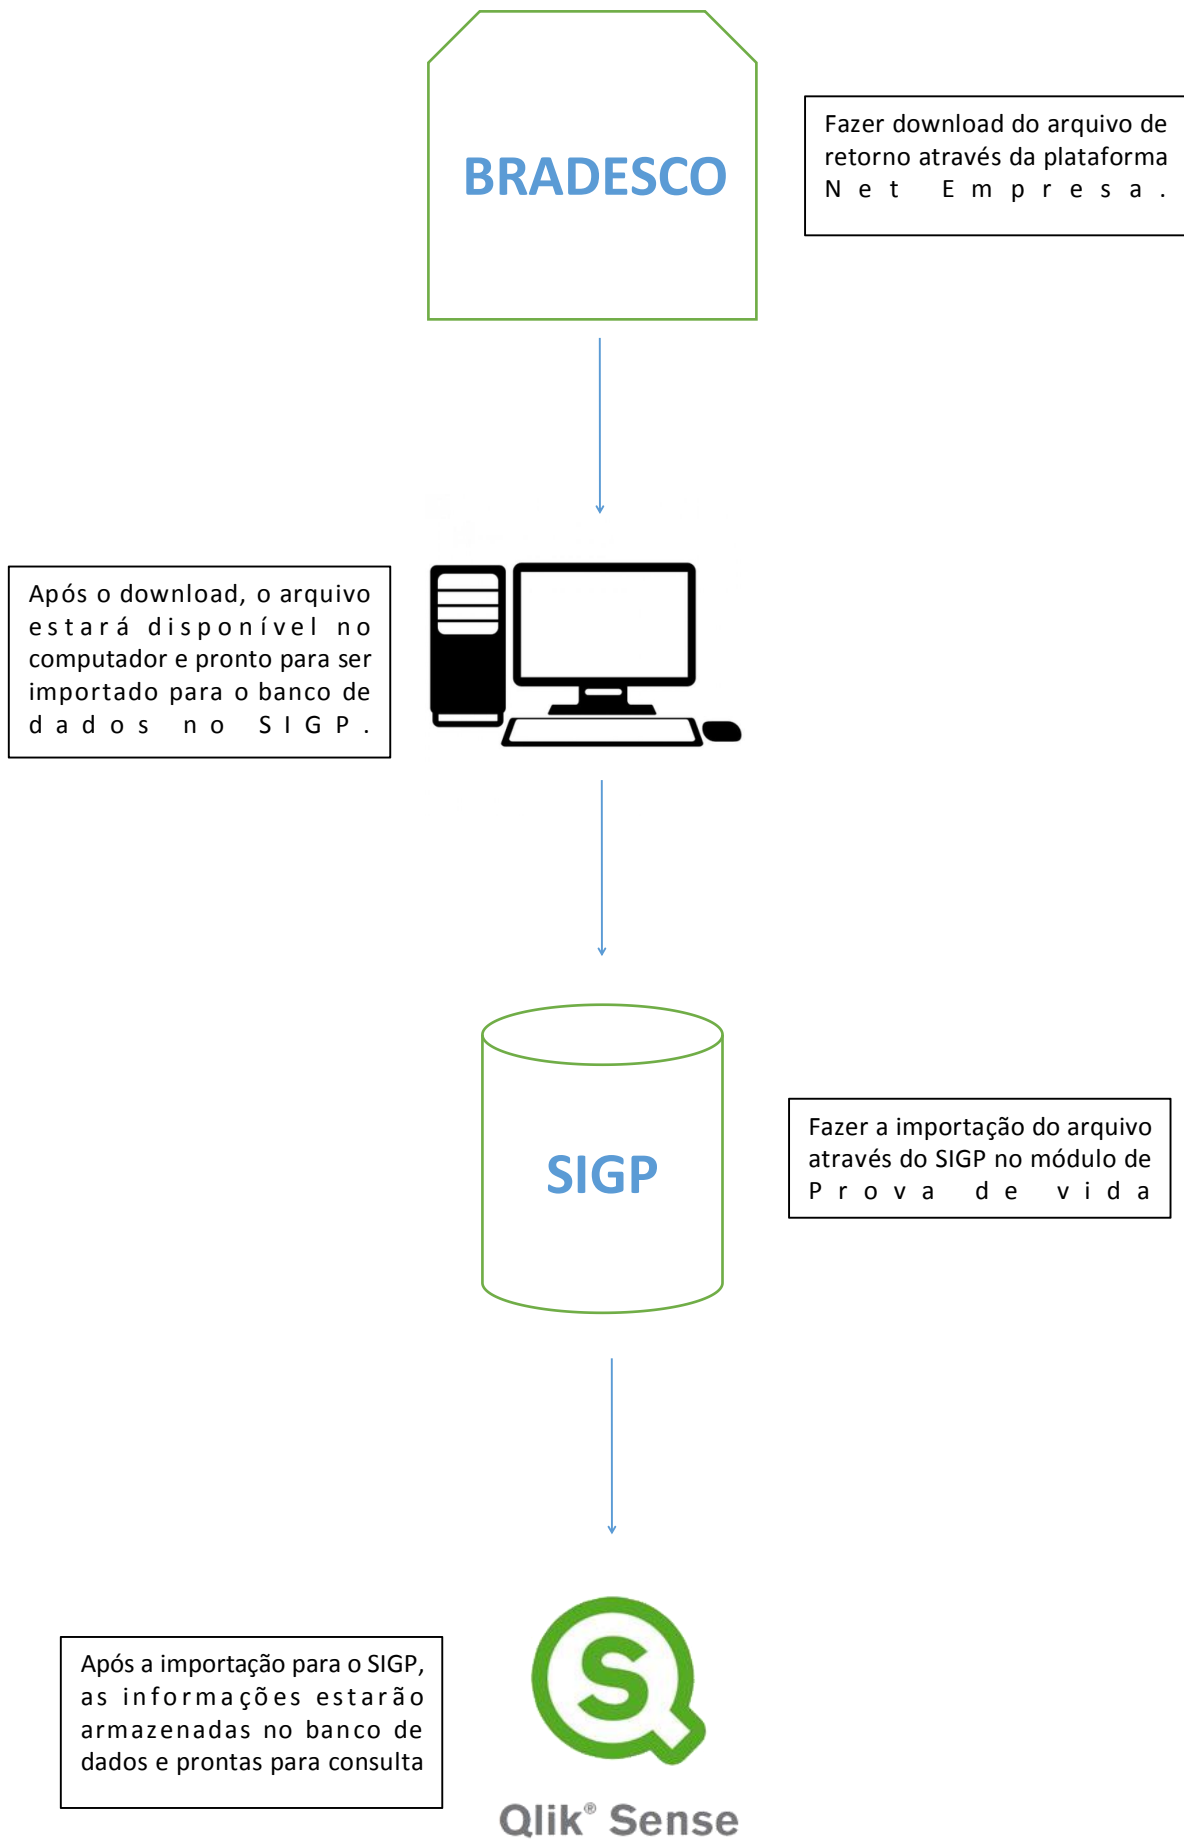 BRADESCO
Fazer download do arquivo de
retorno através da plataforma
Net Empresa.
Após o download, o arquivo
estará disponível no
computador e pronto para ser
importado para o banco de
dados no SIGP.
SIGP
Fazer a importação do arquivo
através do SIGP no módulo de
Prova de vida
Após a importação para o SIGP,
as informações estarão
armazenadas no banco de
dados e prontas para consulta
S
Qlik® Sense